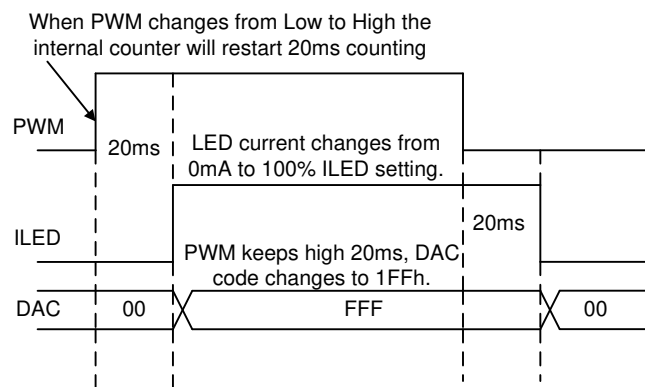 When PWM changes from Low to High the
internal counter will restart 20ms counting
PWM
20ms
LED current changes from
0mA to 100% ILED setting.
ILED
20ms
PWM keeps high 20ms, DAC
code changes to 1FFh.
DAC
00
FFF
00